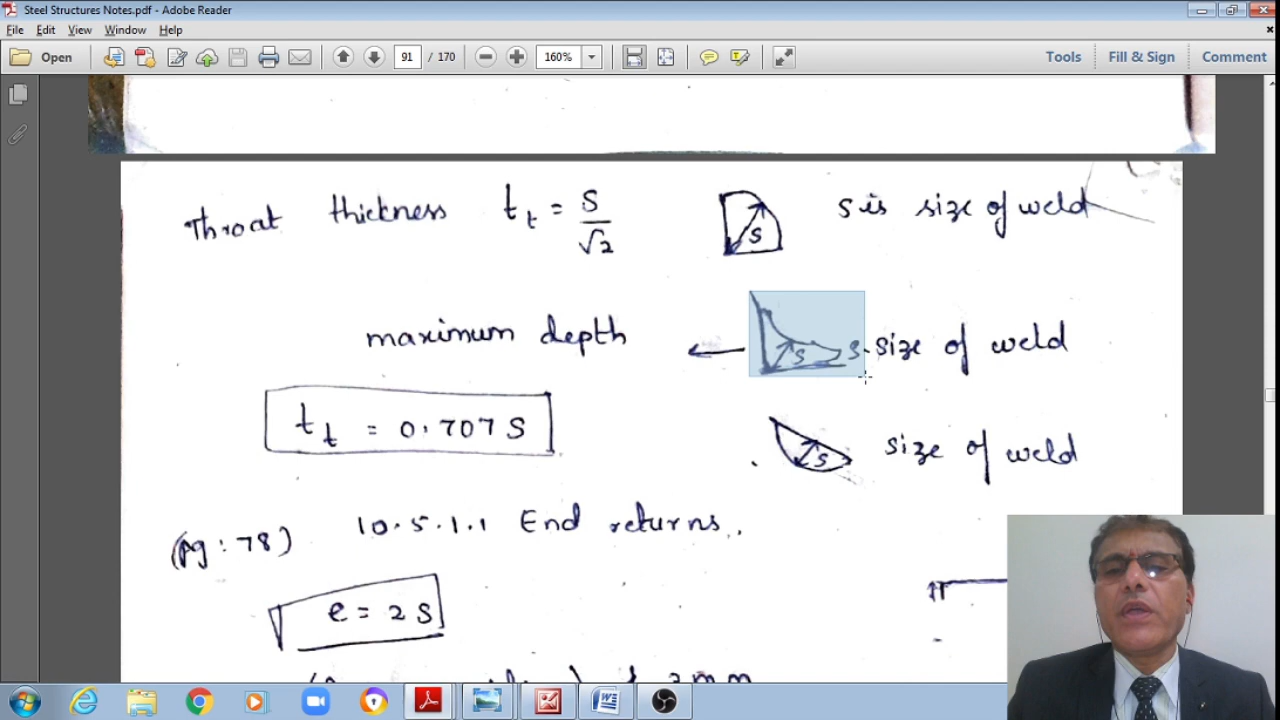 Steel Structures Notes.pdf - Adobe Reader
File Edit View Window Help
Open 91 / 170 160% Tools Fill & Sign Comment
Throat thickness t_t = S/√2 S S is size of weld
maximum depth ← S S. size of weld
t_t = 0.707 S
S size of weld
(pg : 78) 10.5.1.1 End returns.
e = 2 S